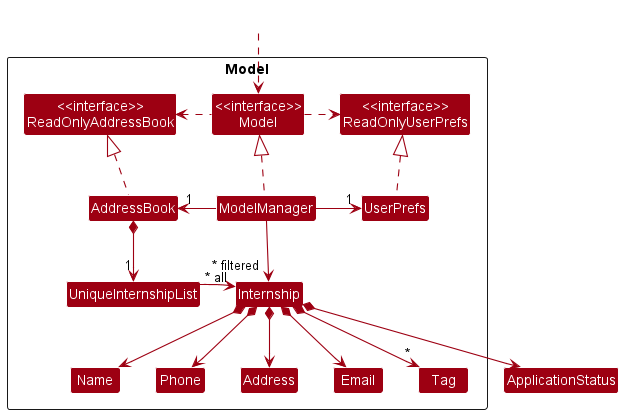 Model
<<interface>>
ReadOnlyAddressBook
<<interface>>
Model
<<interface>>
ReadOnlyUserPrefs
AddressBook
1
ModelManager
1
UserPrefs
1
* filtered
* all
UniqueInternshipList
Internship
*
Name
Phone
Address
Email
Tag
ApplicationStatus